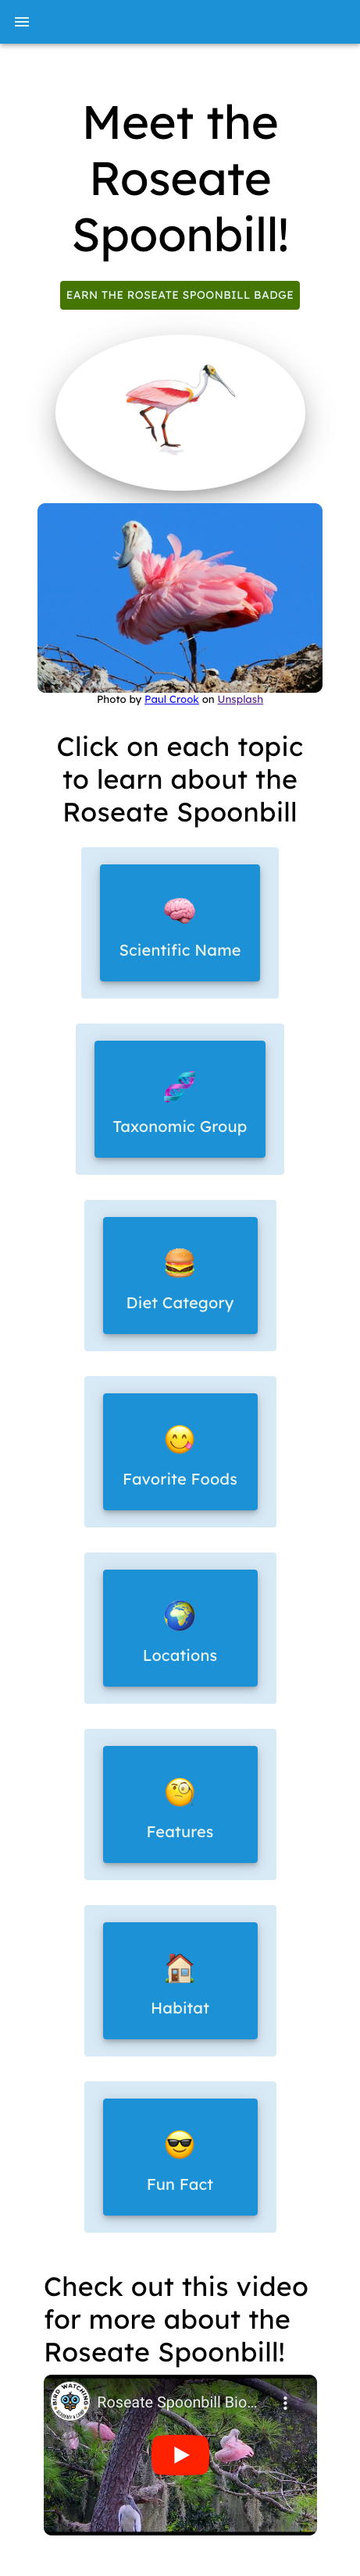 Meet the
Roseate
Spoonbill!
EARN THE ROSEATE SPOONBILL BADGE
Photo by Paul Crook on Unsplash
Click on each topic
to learn about the
Roseate Spoonbill
Scientific Name
Taxonomic Group
Diet Category
Favorite Foods
Locations
Features
Habitat
Fun Fact
Check out this video
for more about the
Roseate Spoonbill!
BIRD WATCHING
Roseate Spoonbill Bio...